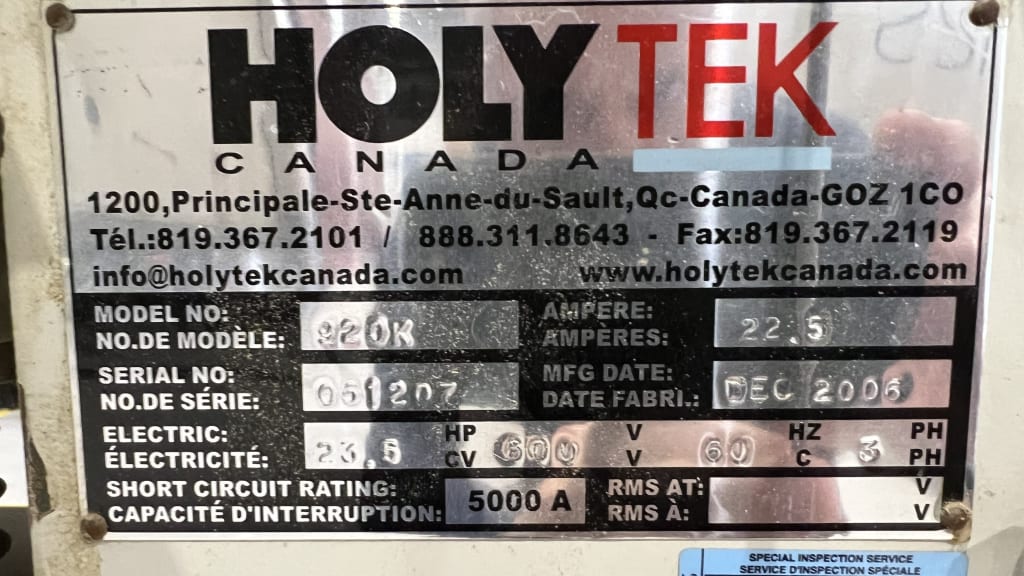 HOLYTEK
CANADA
1200,Principale-Ste-Anne-du-Sault,Qc-Canada-GOZ 1CO
Tél.:819.367.2101 / 888.311.8643 - Fax:819.367.2119
info@holytekcanada.com www.holytekcanada.com
MODEL NO: AMPERE:
NO.DE MODÈLE: 920K AMPÈRES: 22.5
SERIAL NO: MFG DATE:
NO.DE SÉRIE: 061207 DATE FABRI.: DEC 2006
ELECTRIC: HP V HZ PH
ÉLECTRICITÉ: 23.5 CV 600 V 60 C 3 PH
SHORT CIRCUIT RATING: RMS AT: V
CAPACITÉ D'INTERRUPTION: 5000 A RMS À: V
SPECIAL INSPECTION SERVICE
SERVICE D'INSPECTION SPÉCIALE